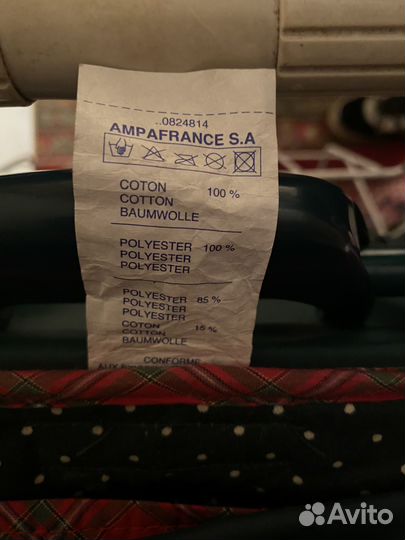 ..0824814
AMPAFRANCE S.A
COTON 100 %
COTTON
BAUMWOLLE
POLYESTER 100 %
POLYESTER
POLYESTER
POLYESTER 85 %
POLYESTER
POLYESTER
COTON 15 %
COTTON
BAUMWOLLE
CONFORME
AUX
Avito